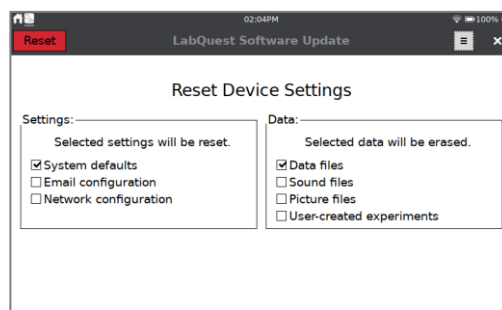 02:04PM
100%
Reset
LabQuest Software Update
Reset Device Settings
Settings:
Selected settings will be reset.
System defaults
Email configuration
Network configuration
Data:
Selected data will be erased.
Data files
Sound files
Picture files
User-created experiments